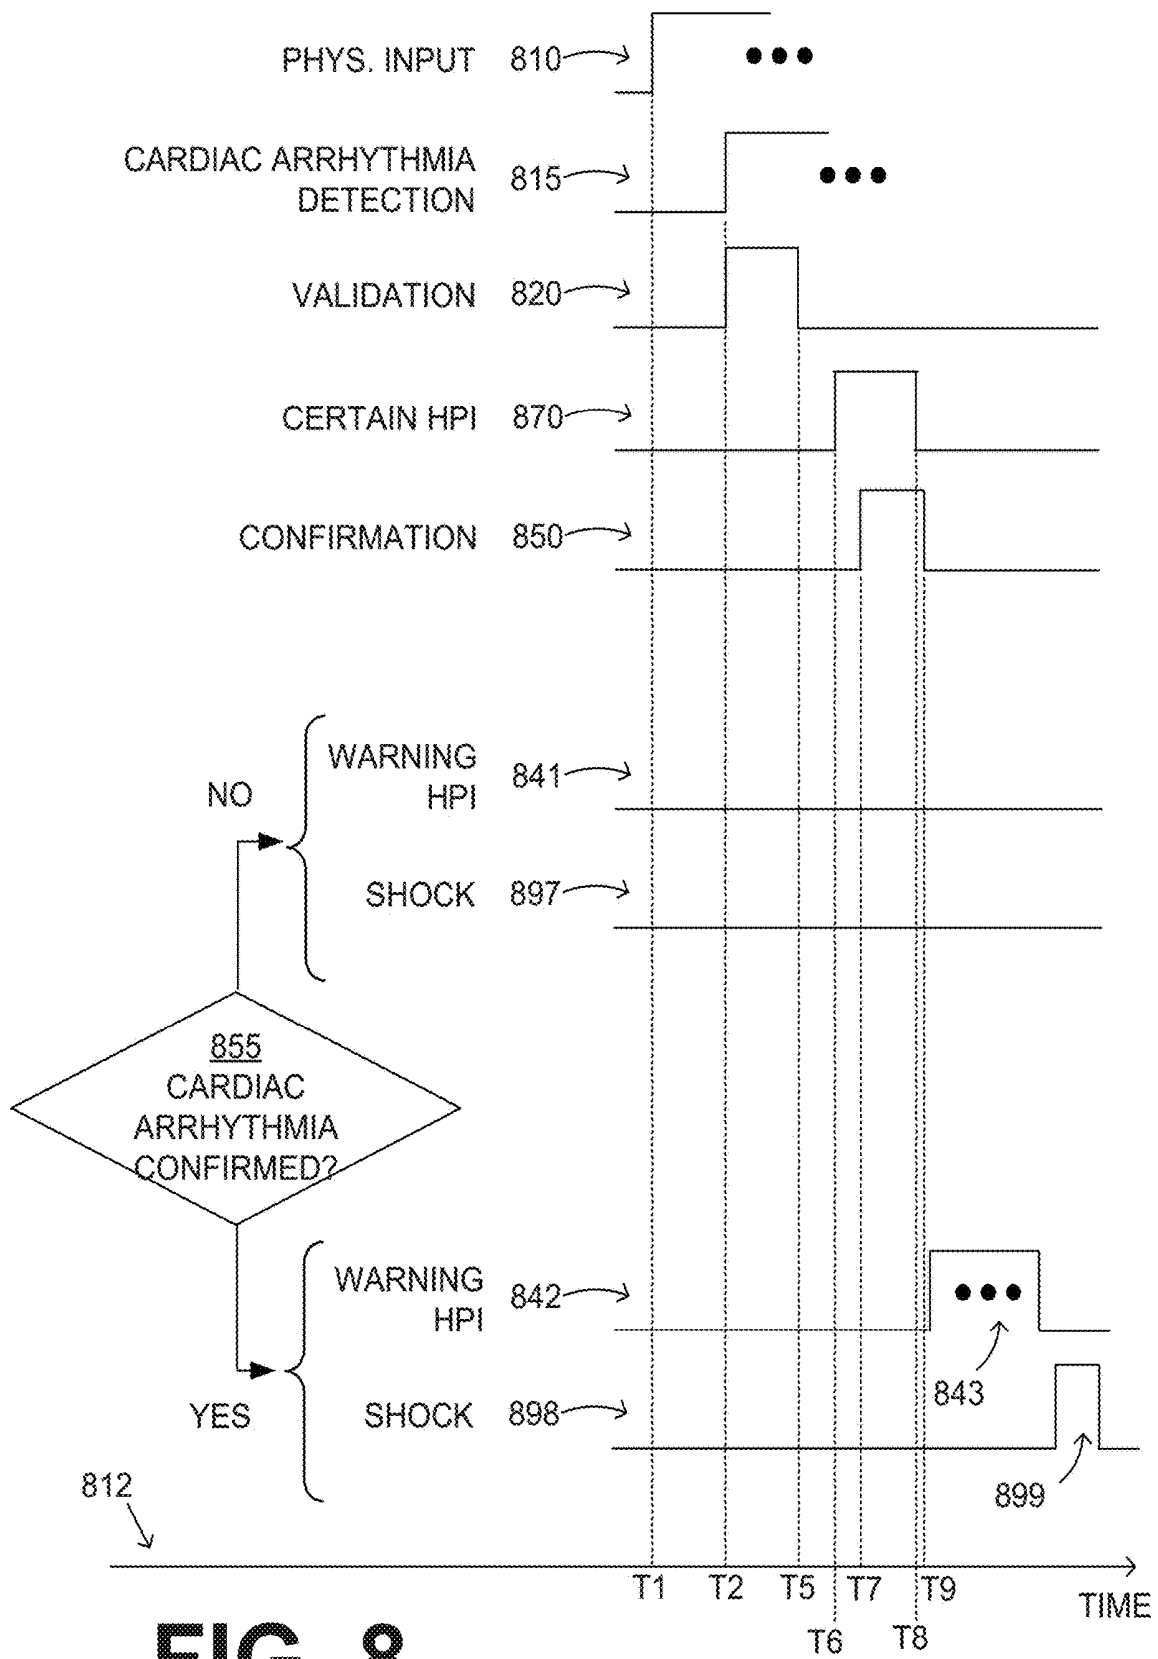 PHYS. INPUT 810
CARDIAC ARRHYTHMIA
DETECTION 815
VALIDATION 820
CERTAIN HPI 870
CONFIRMATION 850
NO
WARNING
HPI 841
SHOCK 897
855
CARDIAC
ARRHYTHMIA
CONFIRMED?
WARNING
HPI 842
843
YES
SHOCK 898
899
812
T1 T2 T5 T7 T9
TIME
T6 T8
FIG. 8